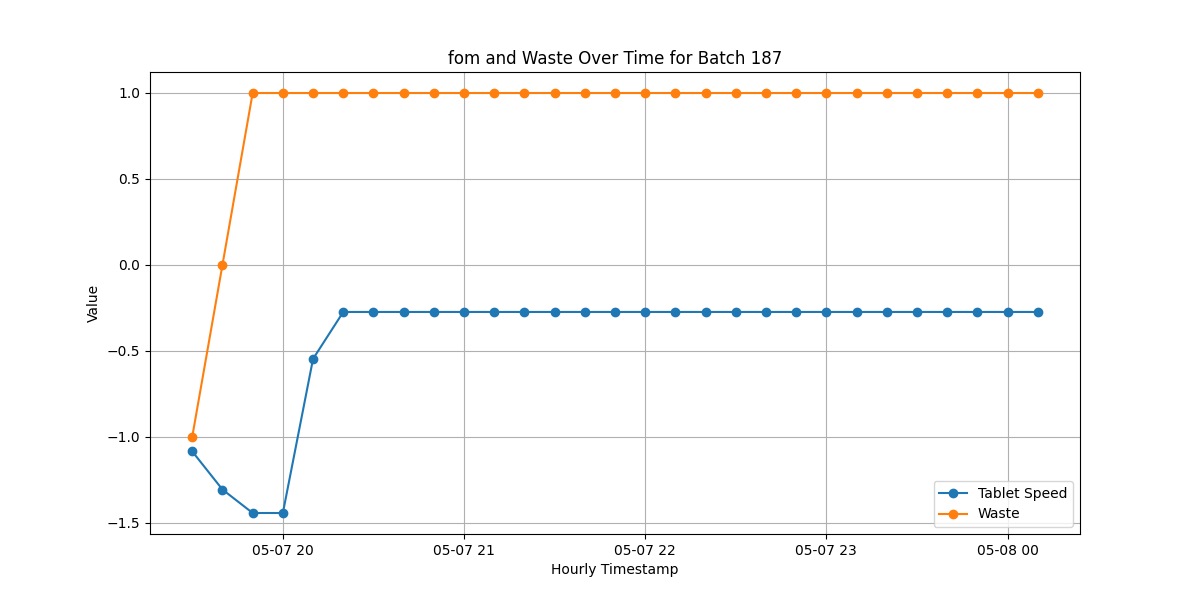 fom and Waste Over Time for Batch 187
1.0
0.5
0.0
−0.5
−1.0
−1.5
Value
05-07 20
05-07 21
05-07 22
05-07 23
05-08 00
Hourly Timestamp
Tablet Speed
Waste